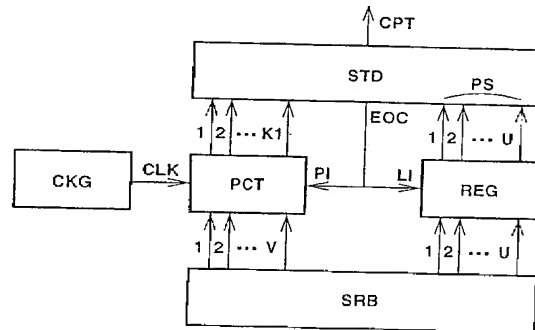 CPT
STD
PS
1 2 ... K1
EOC
1 2 ... U
CKG
CLK
PCT
PI
LI
REG
1 2 ... V
1 2 ... U
SRB